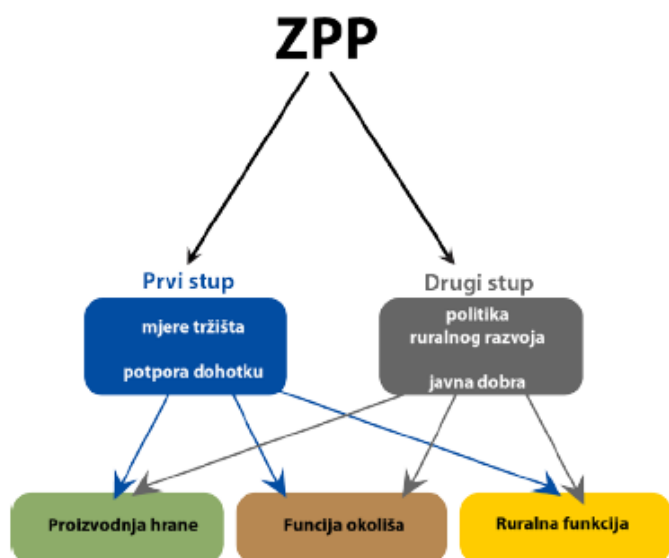 ZPP
Prvi stup
mjere tržišta
potpora dohotku
Drugi stup
politika
ruralnog razvoja
javna dobra
Proizvodnja hrane
Funcija okoliša
Ruralna funkcija